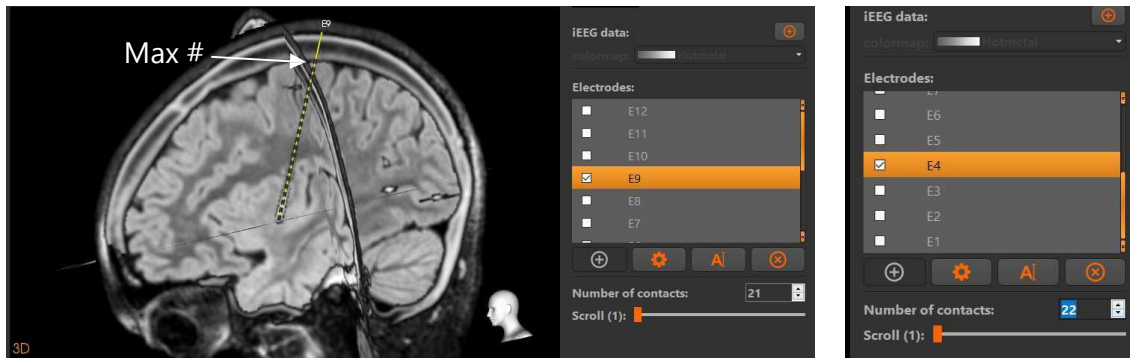 E9
Max #
3D
iEEG data:
colormap: Hotmetal
Electrodes:
E12
E11
E10
E9
E8
E7
Number of contacts: 21
Scroll (1):
iEEG data:
colormap: Hotmetal
Electrodes:
E6
E5
E4
E3
E2
E1
Number of contacts: 22
Scroll (1):